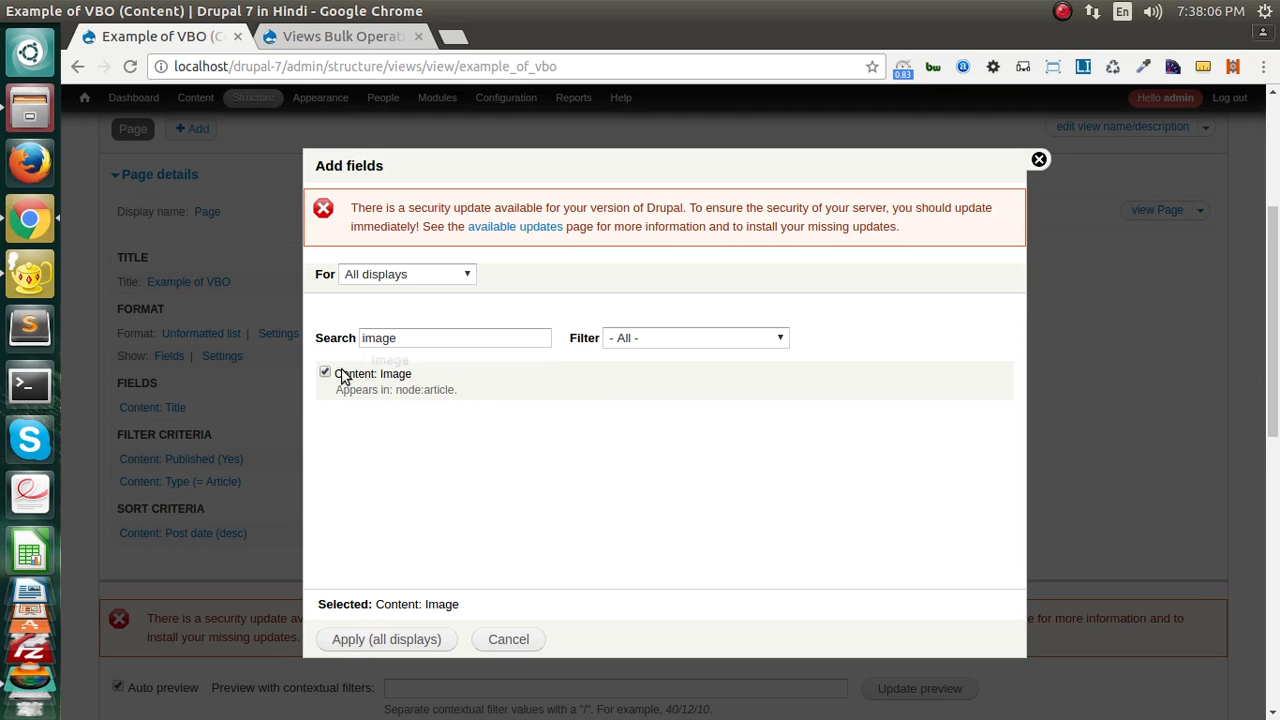 Example of VBO (Content) | Drupal 7 in Hindi - Google Chrome
En
7:38:06 PM
Example of VBO (C
Views Bulk Operati
localhost/drupal-7/admin/structure/views/view/example_of_vbo
0.83
bw
a
LI
Dashboard
Content
Structure
Appearance
People
Modules
Configuration
Reports
Help
Hello admin
Log out
Page
+ Add
edit view name/description
Page details
Display name: Page
view Page
TITLE
Title: Example of VBO
FORMAT
Format: Unformatted list | Settings
Show: Fields | Settings
FIELDS
Content: Title
FILTER CRITERIA
Content: Published (Yes)
Content: Type (= Article)
SORT CRITERIA
Content: Post date (desc)
Add fields
There is a security update available for your version of Drupal. To ensure the security of your server, you should update
immediately! See the available updates page for more information and to install your missing updates.
For All displays
Search image
Filter - All -
Image
Content: Image
Appears in: node:article.
Selected: Content: Image
Apply (all displays)
Cancel
There is a security update av
e for more information and to
install your missing updates.
Auto preview
Preview with contextual filters:
Update preview
Separate contextual filter values with a "/". For example, 40/12/10.